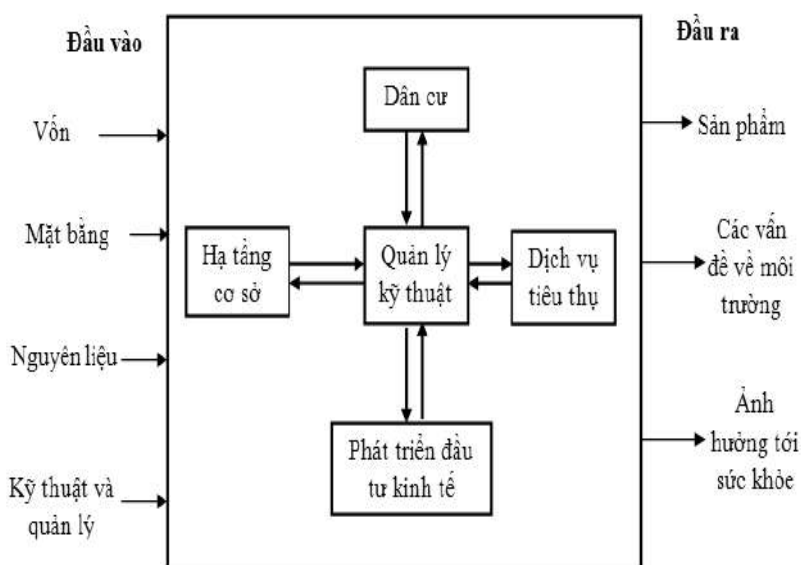 Đầu vào
Vốn
Mặt bằng
Nguyên liệu
Kỹ thuật và
quản lý
Dân cư
Hạ tầng
cơ sở
Quản lý
kỹ thuật
Dịch vụ
tiêu thụ
Phát triển đầu
tư kinh tế
Đầu ra
Sản phẩm
Các vấn
đề về môi
trường
Ảnh
hưởng tới
sức khỏe